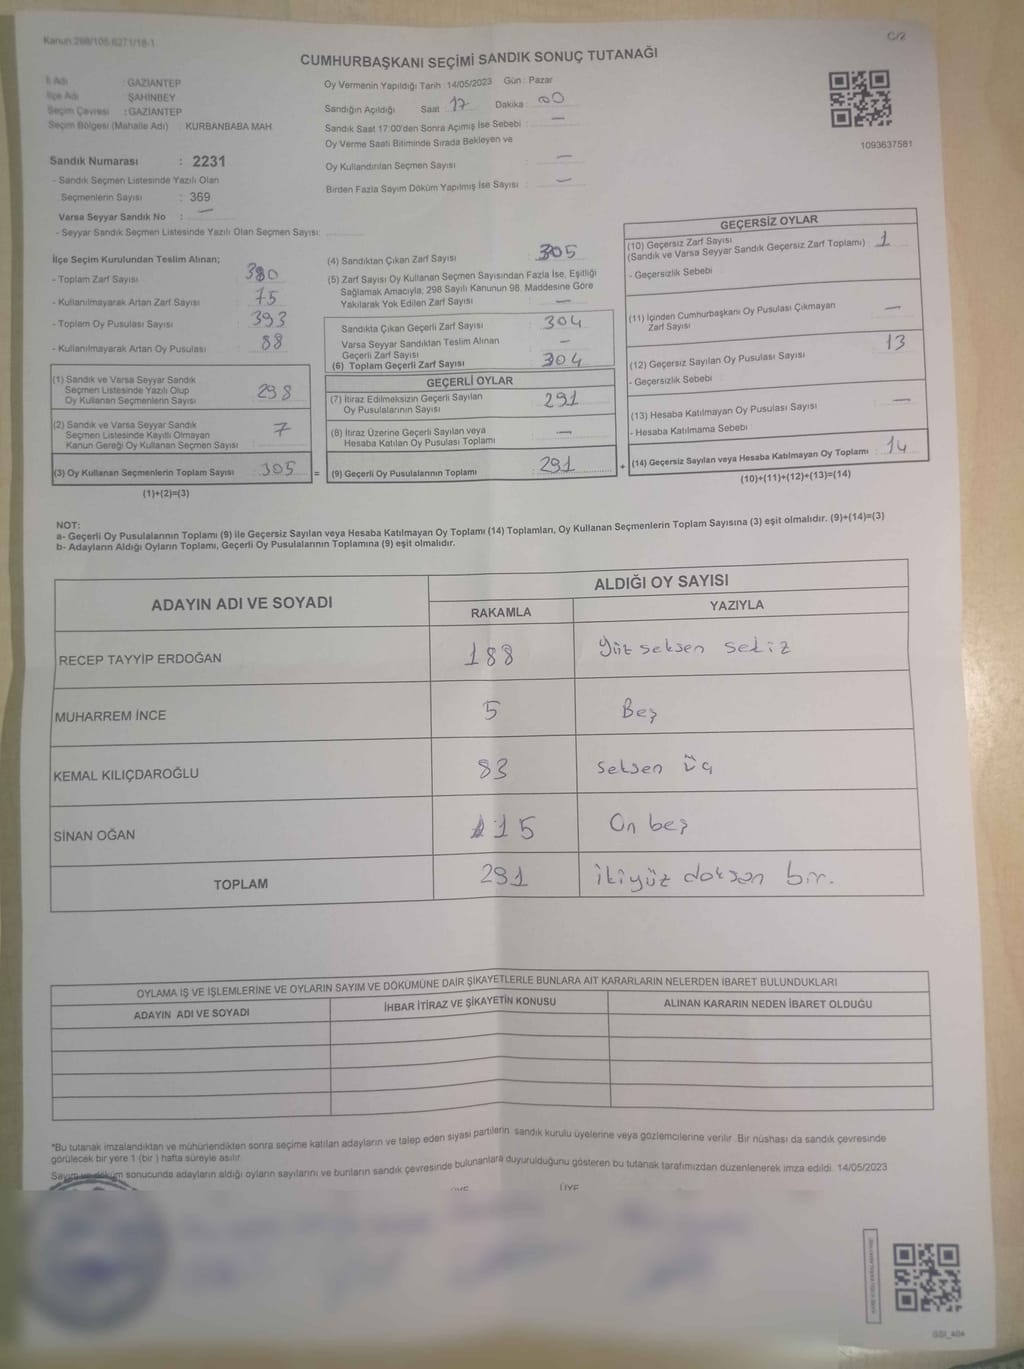 Kanun 298/105,6271/18-1
C/2
CUMHURBAŞKANI SEÇİMİ SANDIK SONUÇ TUTANAĞI
İl Adı : GAZİANTEP
İlçe Adı : ŞAHİNBEY
Seçim Çevresi : GAZİANTEP
Seçim Bölgesi (Mahalle Adı) : KURBANBABA MAH.
Sandık Numarası : 2231
- Sandık Seçmen Listesinde Yazılı Olan
Seçmenlerin Sayısı : 369
Varsa Seyyar Sandık No : —
- Seyyar Sandık Seçmen Listesinde Yazılı Olan Seçmen Sayısı:
Oy Vermenin Yapıldığı Tarih : 14/05/2023 Gün : Pazar
Sandığın Açıldığı Saat 17 Dakika : 00
Sandık Saat 17:00'den Sonra Açımış İse Sebebi : —
Oy Verme Saati Bitiminde Sırada Bekleyen ve
Oy Kullandırılan Seçmen Sayısı —
Birden Fazla Sayım Döküm Yapılmış İse Sayısı : —
1093637581
İlçe Seçim Kurulundan Teslim Alınan;
- Toplam Zarf Sayısı : 380
- Kullanılmayarak Artan Zarf Sayısı : 75
- Toplam Oy Pusulası Sayısı : 393
- Kullanılmayarak Artan Oy Pusulası : 88
(1) Sandık ve Varsa Seyyar Sandık
Seçmen Listesinde Yazılı Olup
Oy Kullanan Seçmenlerin Sayısı : 298
(2) Sandık ve Varsa Seyyar Sandık
Seçmen Listesinde Kayıtlı Olmayan
Kanun Gereği Oy Kullanan Seçmen Sayısı : 7
(3) Oy Kullanan Seçmenlerin Toplam Sayısı : 305
(1)+(2)=(3)
(4) Sandıktan Çıkan Zarf Sayısı : 305
(5) Zarf Sayısı Oy Kullanan Seçmen Sayısından Fazla İse, Eşitliği
Sağlamak Amacıyla; 298 Sayılı Kanunun 98. Maddesine Göre
Yakılarak Yok Edilen Zarf Sayısı : —
Sandıkta Çıkan Geçerli Zarf Sayısı : 304
Varsa Seyyar Sandıktan Teslim Alınan
Geçerli Zarf Sayısı : —
(6) Toplam Geçerli Zarf Sayısı : 304
GEÇERLİ OYLAR
(7) İtiraz Edilmeksizin Geçerli Sayılan
Oy Pusulalarının Sayısı : 291
(8) İtiraz Üzerine Geçerli Sayılan veya
Hesaba Katılan Oy Pusulası Toplamı : —
= (9) Geçerli Oy Pusulalarının Toplamı : 291
GEÇERSİZ OYLAR
(10) Geçersiz Zarf Sayısı
(Sandık ve Varsa Seyyar Sandık Geçersiz Zarf Toplamı) : 1
- Geçersizlik Sebebi
(11) İçinden Cumhurbaşkanı Oy Pusulası Çıkmayan
Zarf Sayısı —
(12) Geçersiz Sayılan Oy Pusulası Sayısı 13
- Geçersizlik Sebebi
(13) Hesaba Katılmayan Oy Pusulası Sayısı : —
- Hesaba Katılmama Sebebi
+ (14) Geçersiz Sayılan veya Hesaba Katılmayan Oy Toplamı : 14
(10)+(11)+(12)+(13)=(14)
NOT:
a- Geçerli Oy Pusulalarının Toplamı (9) ile Geçersiz Sayılan veya Hesaba Katılmayan Oy Toplamı (14) Toplamları, Oy Kullanan Seçmenlerin Toplam Sayısına (3) eşit olmalıdır. (9)+(14)=(3)
b- Adayların Aldığı Oyların Toplamı, Geçerli Oy Pusulalarının Toplamına (9) eşit olmalıdır.
ADAYIN ADI VE SOYADI ALDIĞI OY SAYISI
RAKAMLA YAZIYLA
RECEP TAYYİP ERDOĞAN 188 Yüz seksen sekiz
MUHARREM İNCE 5 Beş
KEMAL KILIÇDAROĞLU 83 seksen üç
SİNAN OĞAN 15 On beş
TOPLAM 291 ikiyüz doksan bir.
OYLAMA İŞ VE İŞLEMLERİNE VE OYLARIN SAYIM VE DÖKÜMÜNE DAİR ŞİKAYETLERLE BUNLARA AİT KARARLARIN NELERDEN İBARET BULUNDUKLARI
ADAYIN ADI VE SOYADI İHBAR İTİRAZ VE ŞİKAYETİN KONUSU ALINAN KARARIN NEDEN İBARET OLDUĞU
*Bu tutanak imzalandıktan ve mühürlendikten sonra seçime katılan adayların ve talep eden siyasi partilerin sandık kurulu üyelerine veya gözlemcilerine verilir. Bir nüshası da sandık çevresinde
görülecek bir yere 1 (bir ) hafta süreyle asılır.
Sayım ve döküm sonucunda adayların aldığı oyların sayılarını ve bunların sandık çevresinde bulunanlara duyurulduğunu gösteren bu tutanak tarafımızdan düzenlenerek imza edildi. 14/05/2023
ÜYE
GSI_404